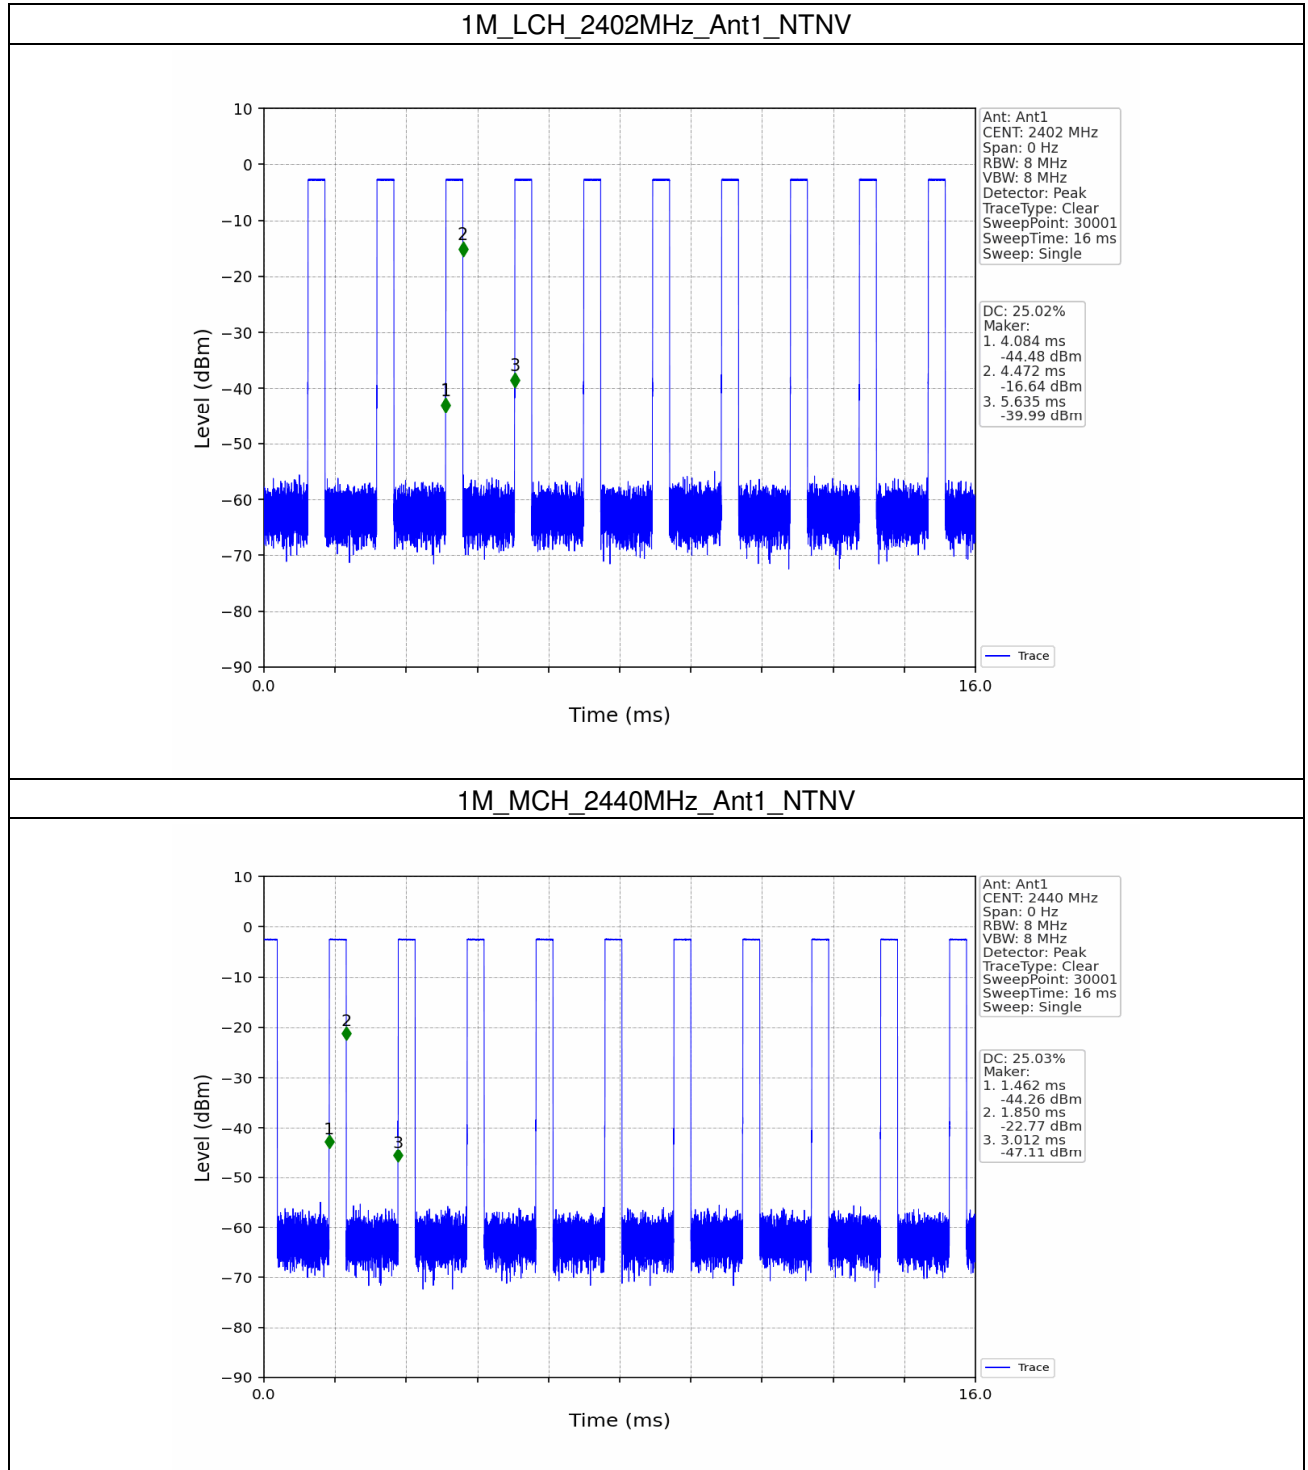 1M_LCH_2402MHz_Ant1_NTNV
10
0
−10
−20
−30
−40
−50
−60
−70
−80
−90
Level (dBm)
1
2
3
0.0
16.0
Time (ms)
Ant: Ant1
CENT: 2402 MHz
Span: 0 Hz
RBW: 8 MHz
VBW: 8 MHz
Detector: Peak
TraceType: Clear
SweepPoint: 30001
SweepTime: 16 ms
Sweep: Single
DC: 25.02%
Maker:
1. 4.084 ms
-44.48 dBm
2. 4.472 ms
-16.64 dBm
3. 5.635 ms
-39.99 dBm
Trace
1M_MCH_2440MHz_Ant1_NTNV
10
0
−10
−20
−30
−40
−50
−60
−70
−80
−90
Level (dBm)
1
2
3
0.0
16.0
Time (ms)
Ant: Ant1
CENT: 2440 MHz
Span: 0 Hz
RBW: 8 MHz
VBW: 8 MHz
Detector: Peak
TraceType: Clear
SweepPoint: 30001
SweepTime: 16 ms
Sweep: Single
DC: 25.03%
Maker:
1. 1.462 ms
-44.26 dBm
2. 1.850 ms
-22.77 dBm
3. 3.012 ms
-47.11 dBm
Trace